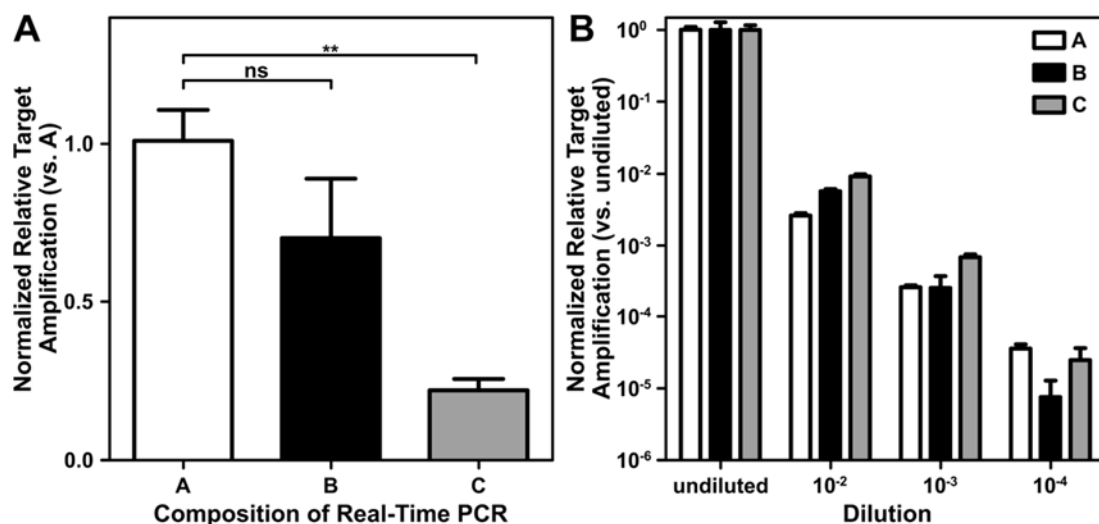 A
Normalized Relative Target
Amplification (vs. A)
1.0
0.5
0.0
**
ns
A B C
Composition of Real-Time PCR
B
Normalized Relative Target
Amplification (vs. undiluted)
10⁰
10⁻¹
10⁻²
10⁻³
10⁻⁴
10⁻⁵
10⁻⁶
A
B
C
undiluted 10⁻² 10⁻³ 10⁻⁴
Dilution